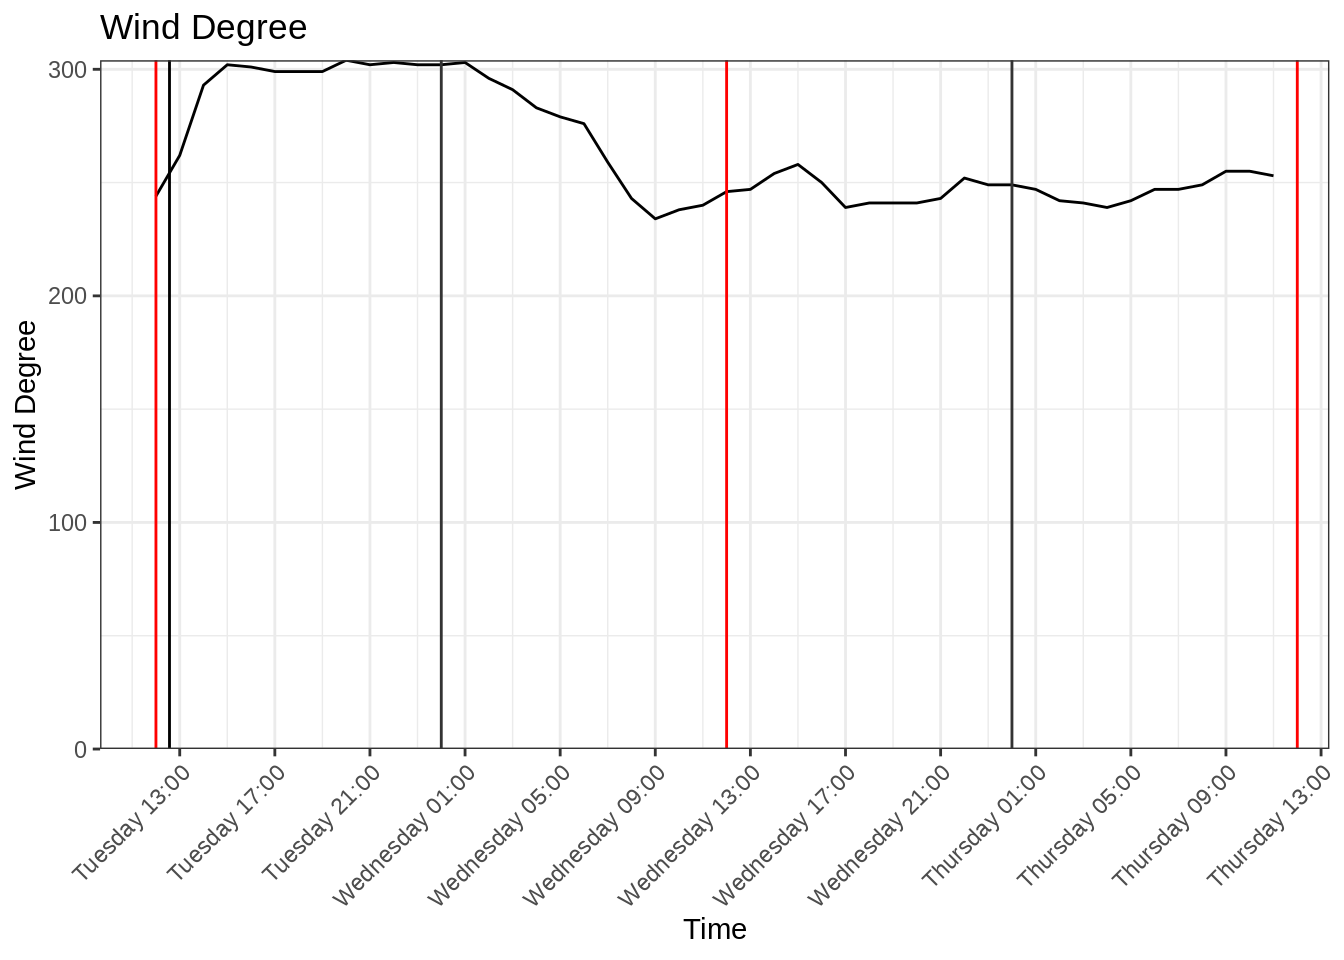 Wind Degree
Wind Degree
300
200
100
0
Tuesday 13:00
Tuesday 17:00
Tuesday 21:00
Wednesday 01:00
Wednesday 05:00
Wednesday 09:00
Wednesday 13:00
Wednesday 17:00
Wednesday 21:00
Thursday 01:00
Thursday 05:00
Thursday 09:00
Thursday 13:00
Time